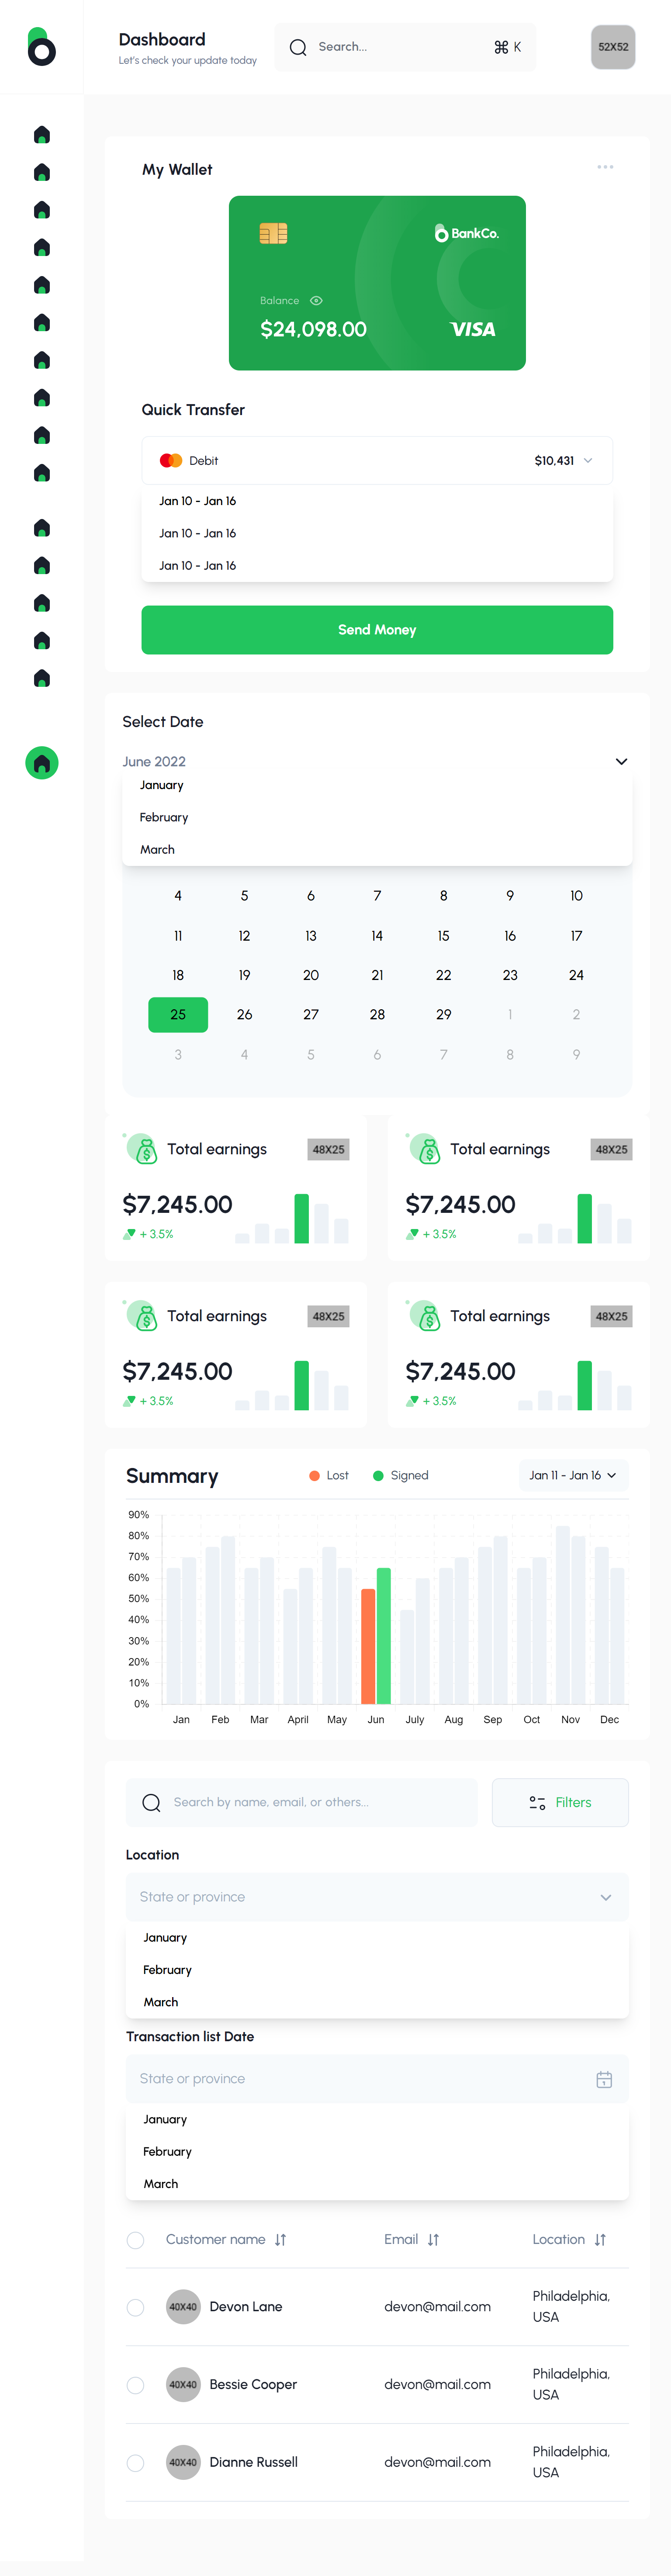 Dashboard
Let's check your update today
Search...
⌘ K
52X52
My Wallet
BankCo.
Balance
$24,098.00
VISA
Quick Transfer
Debit
$10,431
Jan 10 - Jan 16
Jan 10 - Jan 16
Jan 10 - Jan 16
Send Money
Select Date
June 2022
January
February
March
4 5 6 7 8 9 10
11 12 13 14 15 16 17
18 19 20 21 22 23 24
25 26 27 28 29 1 2
3 4 5 6 7 8 9
Total earnings
48X25
$7,245.00
+ 3.5%
Total earnings
48X25
$7,245.00
+ 3.5%
Total earnings
48X25
$7,245.00
+ 3.5%
Total earnings
48X25
$7,245.00
+ 3.5%
Summary
Lost
Signed
Jan 11 - Jan 16
90%
80%
70%
60%
50%
40%
30%
20%
10%
0%
Jan Feb Mar April May Jun July Aug Sep Oct Nov Dec
Search by name, email, or others...
Filters
Location
State or province
January
February
March
Transaction list Date
State or province
January
February
March
Customer name Email Location
40X40 Devon Lane devon@mail.com Philadelphia,
USA
40X40 Bessie Cooper devon@mail.com Philadelphia,
USA
40X40 Dianne Russell devon@mail.com Philadelphia,
USA